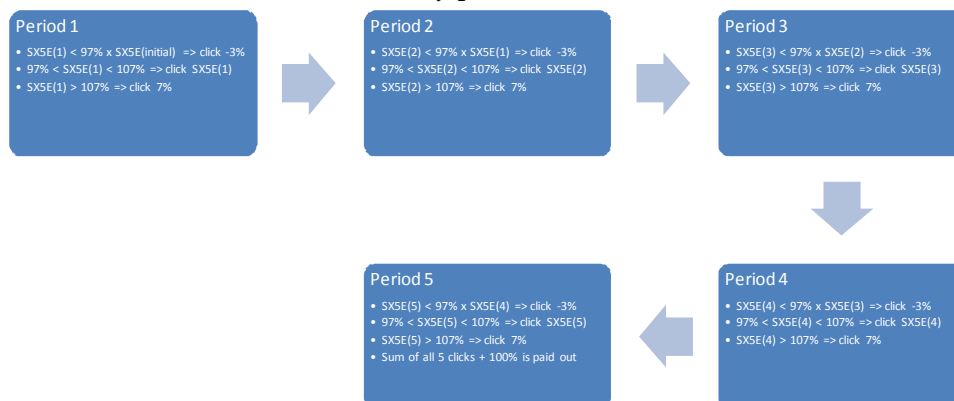 Period 1
• SX5E(1) < 97% x SX5E(initial) => click -3%
• 97% < SX5E(1) < 107% => click SX5E(1)
• SX5E(1) > 107% => click 7%
Period 2
• SX5E(2) < 97% x SX5E(1) => click -3%
• 97% < SX5E(2) < 107% => click SX5E(2)
• SX5E(2) > 107% => click 7%
Period 3
• SX5E(3) < 97% x SX5E(2) => click -3%
• 97% < SX5E(3) < 107% => click SX5E(3)
• SX5E(3) > 107% => click 7%
Period 4
• SX5E(4) < 97% x SX5E(3) => click -3%
• 97% < SX5E(4) < 107% => click SX5E(4)
• SX5E(4) > 107% => click 7%
Period 5
• SX5E(5) < 97% x SX5E(4) => click -3%
• 97% < SX5E(5) < 107% => click SX5E(5)
• SX5E(5) > 107% => click 7%
• Sum of all 5 clicks + 100% is paid out